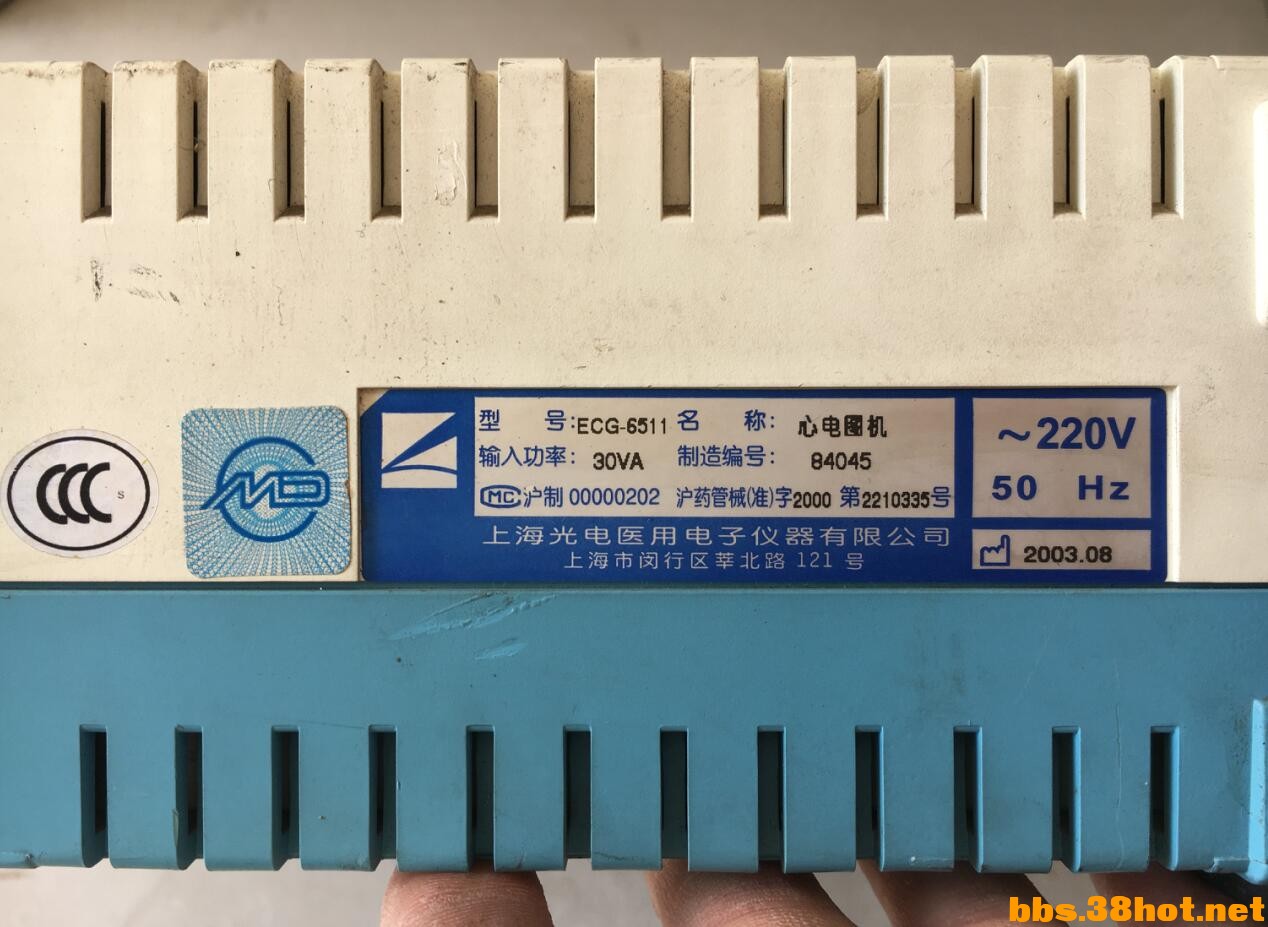 型 号:ECG-6511 名 称: 心电图机
输入功率: 30VA 制造编号: 84045
MC 沪制 00000202 沪药管械(准)字2000 第2210335号
上海光电医用电子仪器有限公司
上海市闵行区莘北路 121 号
~220V
50 Hz
2003.08
CCC S
MD
bbs.38hot.net